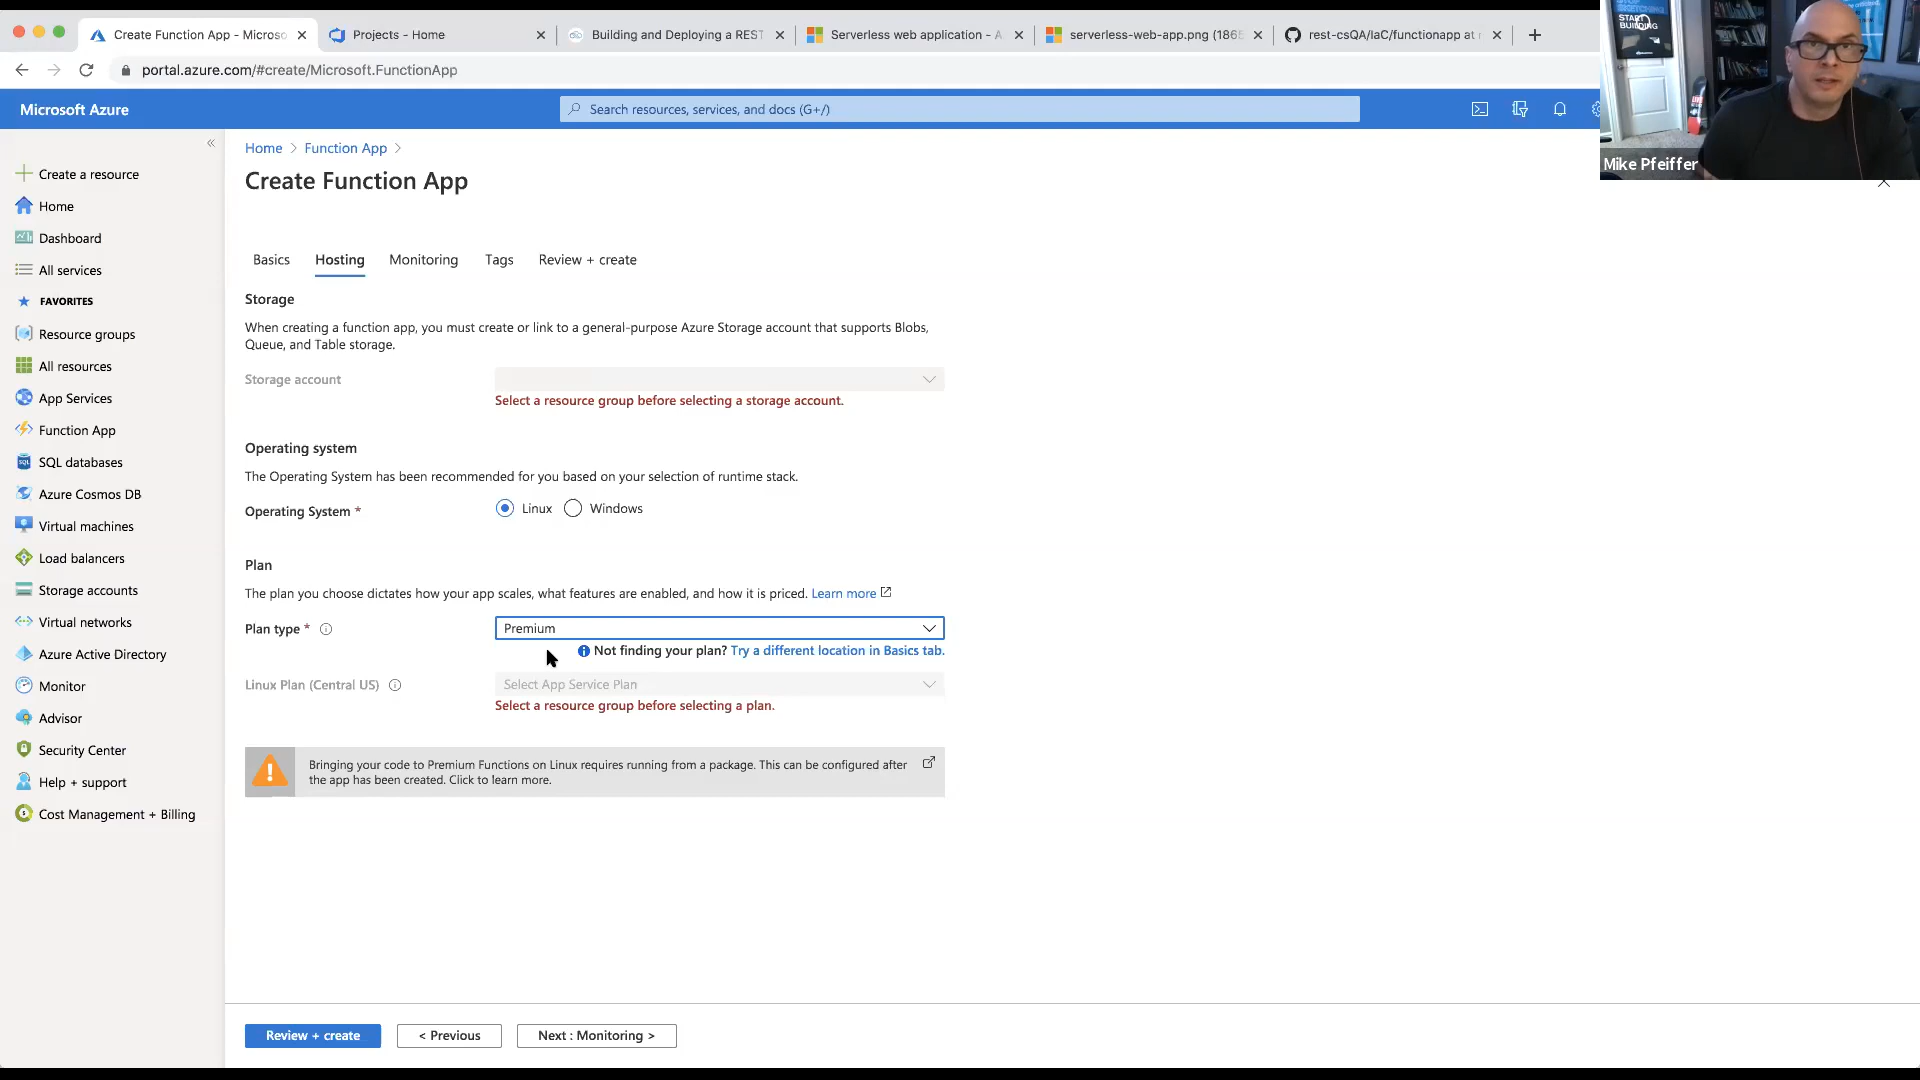 Create Function App - Microso
Projects - Home
Building and Deploying a REST
Serverless web application - A
serverless-web-app.png (1865
rest-csQA/IaC/functionapp at
portal.azure.com/#create/Microsoft.FunctionApp
START
BUILDING
Mike Pfeiffer
Microsoft Azure
Search resources, services, and docs (G+/)
Create a resource
Home
Dashboard
All services
FAVORITES
Resource groups
All resources
App Services
Function App
SQL databases
Azure Cosmos DB
Virtual machines
Load balancers
Storage accounts
Virtual networks
Azure Active Directory
Monitor
Advisor
Security Center
Help + support
Cost Management + Billing
Home > Function App >
Create Function App
Basics Hosting Monitoring Tags Review + create
Storage
When creating a function app, you must create or link to a general-purpose Azure Storage account that supports Blobs,
Queue, and Table storage.
Storage account
Select a resource group before selecting a storage account.
Operating system
The Operating System has been recommended for you based on your selection of runtime stack.
Operating System * Linux Windows
Plan
The plan you choose dictates how your app scales, what features are enabled, and how it is priced. Learn more
Plan type * Premium
Not finding your plan? Try a different location in Basics tab.
Linux Plan (Central US) Select App Service Plan
Select a resource group before selecting a plan.
Bringing your code to Premium Functions on Linux requires running from a package. This can be configured after
the app has been created. Click to learn more.
Review + create < Previous Next : Monitoring >